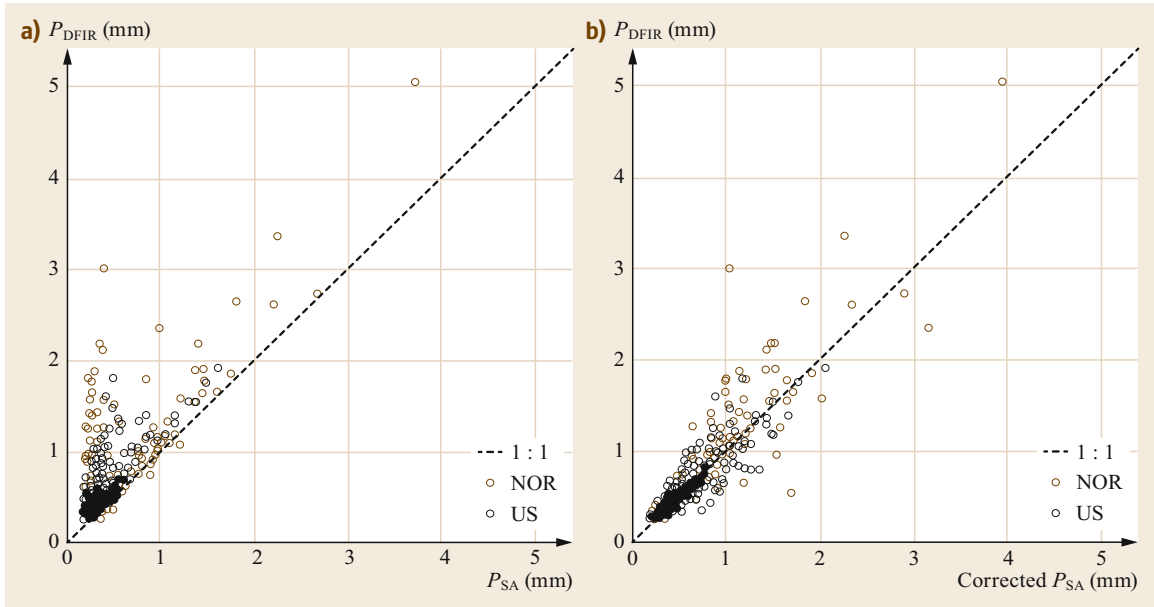 a) P_DFIR (mm)
5
4
3
2
1
0
0 1 2 3 4 5
P_SA (mm)
1 : 1
NOR
US
b) P_DFIR (mm)
5
4
3
2
1
0
0 1 2 3 4 5
Corrected P_SA (mm)
1 : 1
NOR
US